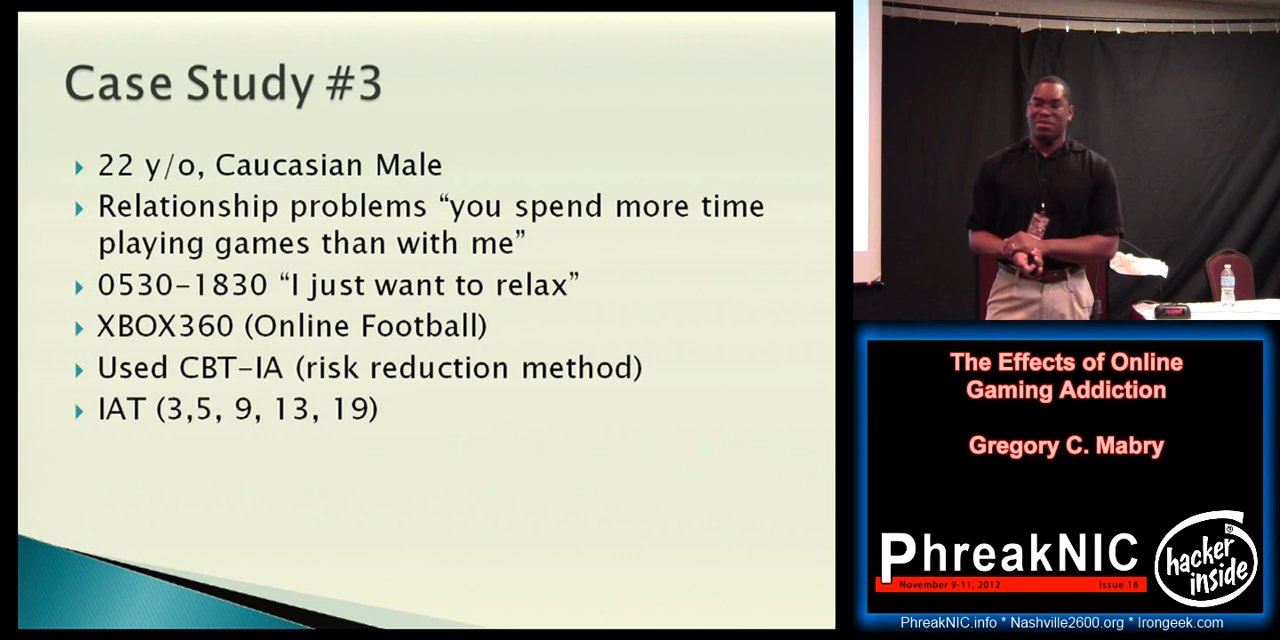 Case Study #3
22 y/o, Caucasian Male
Relationship problems “you spend more time
playing games than with me”
0530-1830 “I just want to relax”
XBOX360 (Online Football)
Used CBT-IA (risk reduction method)
IAT (3,5, 9, 13, 19)
The Effects of Online
Gaming Addiction
Gregory C. Mabry
PhreakNIC
November 9-11, 2012 Issue 16
hacker
inside
PhreakNIC.info * Nashville2600.org * Irongeek.com